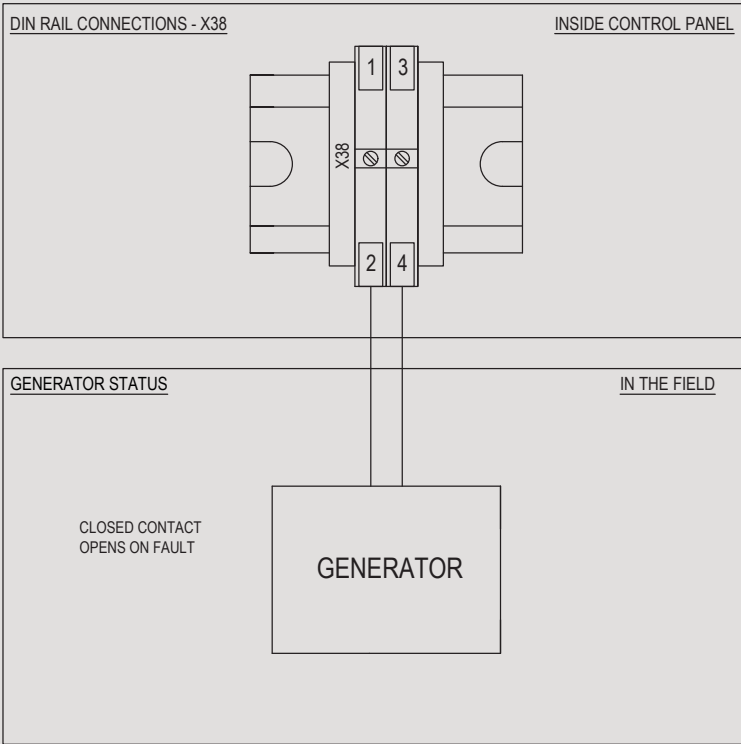 DIN RAIL CONNECTIONS - X38
INSIDE CONTROL PANEL
1 3
X38
2 4
GENERATOR STATUS
IN THE FIELD
CLOSED CONTACT
OPENS ON FAULT
GENERATOR